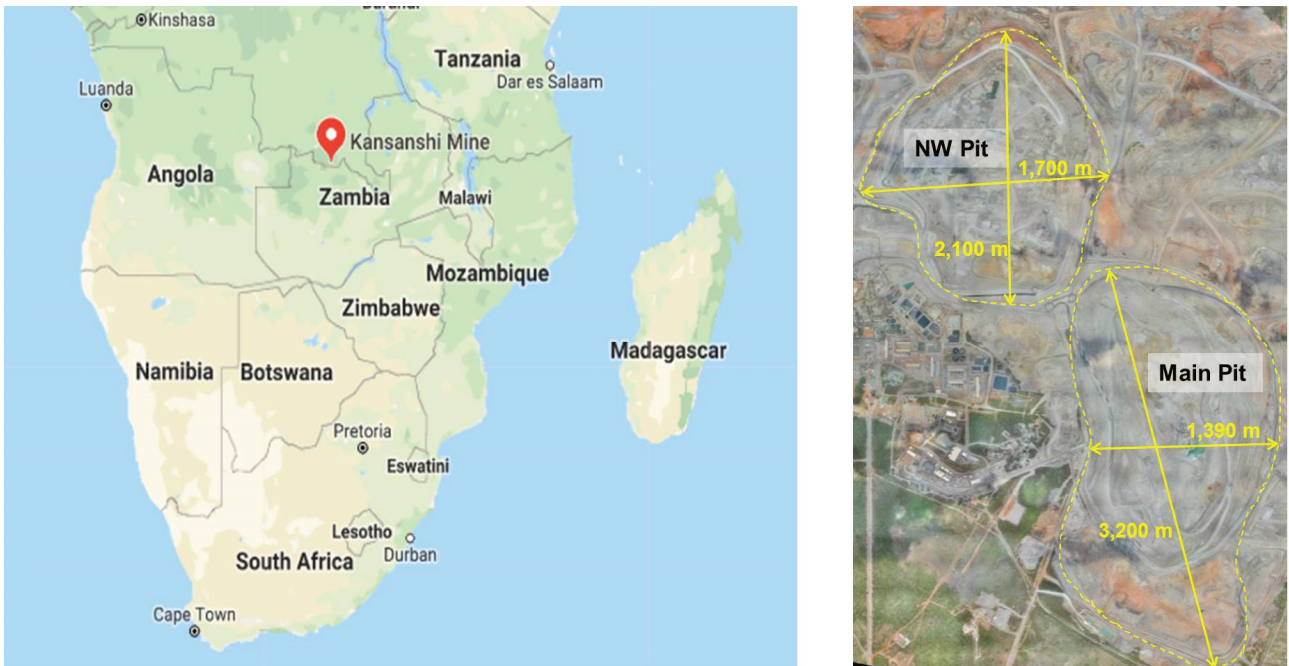 Burundi
Kinshasa
Tanzania
Dar es Salaam
Luanda
Kansanshi Mine
Angola
Zambia
Malawi
Mozambique
Zimbabwe
Madagascar
Namibia
Botswana
Pretoria
Eswatini
Lesotho
Durban
South Africa
Cape Town
NW Pit
1,700 m
2,100 m
Main Pit
1,390 m
3,200 m